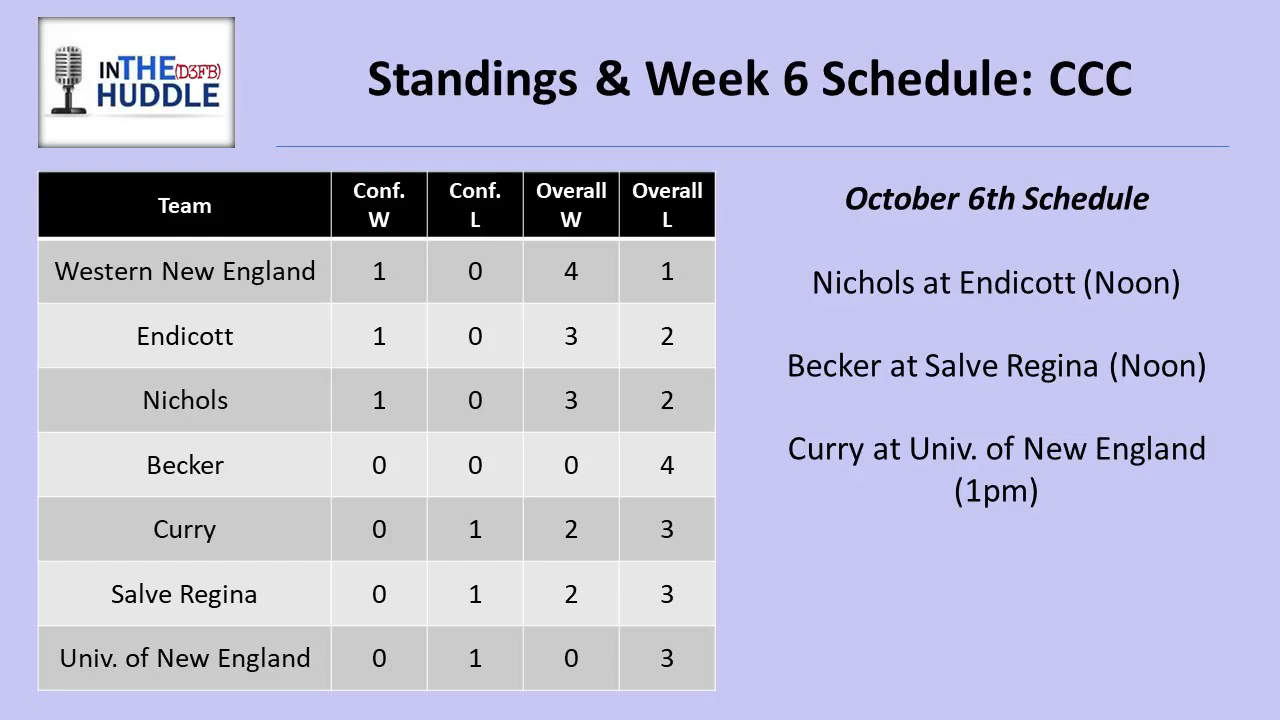 INTHE(D3FB)
HUDDLE
Standings & Week 6 Schedule: CCC
Team Conf. W Conf. L Overall W Overall L
Western New England 1 0 4 1
Endicott 1 0 3 2
Nichols 1 0 3 2
Becker 0 0 0 4
Curry 0 1 2 3
Salve Regina 0 1 2 3
Univ. of New England 0 1 0 3
October 6th Schedule
Nichols at Endicott (Noon)
Becker at Salve Regina (Noon)
Curry at Univ. of New England
(1pm)